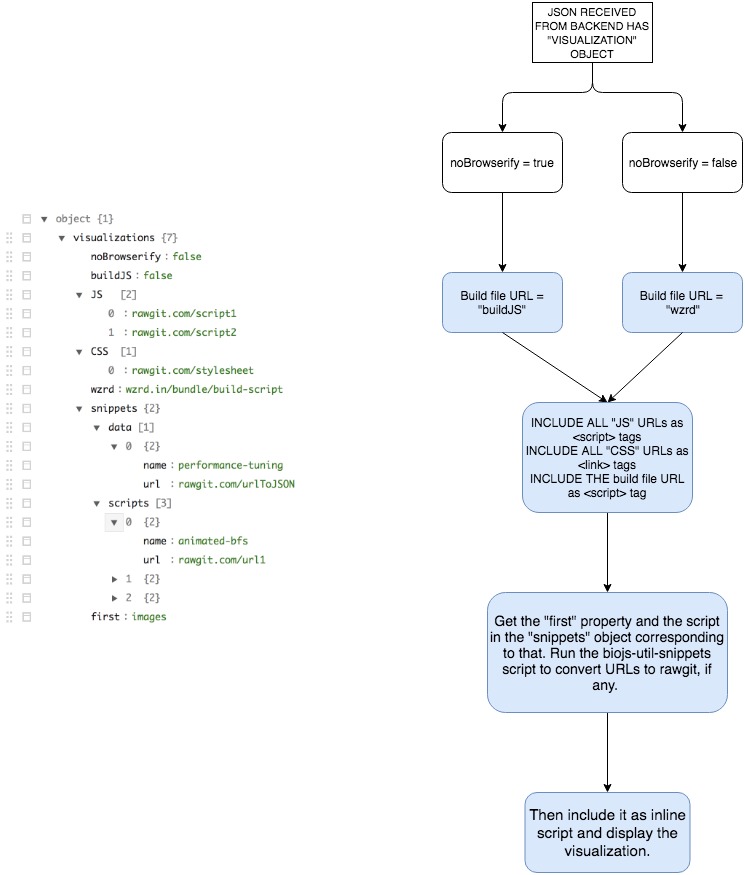 JSON RECEIVED
FROM BACKEND HAS
"VISUALIZATION"
OBJECT
noBrowserify = true
noBrowserify = false
Build file URL =
"buildJS"
Build file URL =
"wzrd"
INCLUDE ALL "JS" URLs as
<script> tags
INCLUDE ALL "CSS" URLs as
<link> tags
INCLUDE THE build file URL
as <script> tag
Get the "first" property and the script
in the "snippets" object corresponding
to that. Run the biojs-util-snippets
script to convert URLs to rawgit, if
any.
Then include it as inline
script and display the
visualization.
object {1}
visualizations {7}
noBrowserify : false
buildJS : false
JS [2]
0 : rawgit.com/script1
1 : rawgit.com/script2
CSS [1]
0 : rawgit.com/stylesheet
wzrd : wzrd.in/bundle/build-script
snippets {2}
data [1]
0 {2}
name : performance-tuning
url : rawgit.com/urlToJSON
scripts [3]
0 {2}
name : animated-bfs
url : rawgit.com/url1
1 {2}
2 {2}
first : images